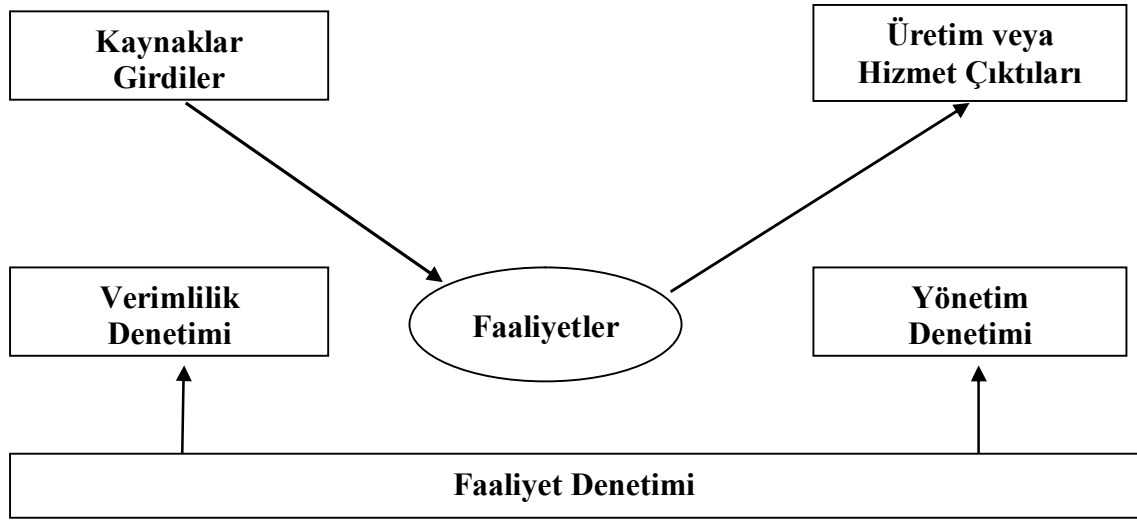 Kaynaklar
Girdiler
Üretim veya
Hizmet Çıktıları
Verimlilik
Denetimi
Faaliyetler
Yönetim
Denetimi
Faaliyet Denetimi